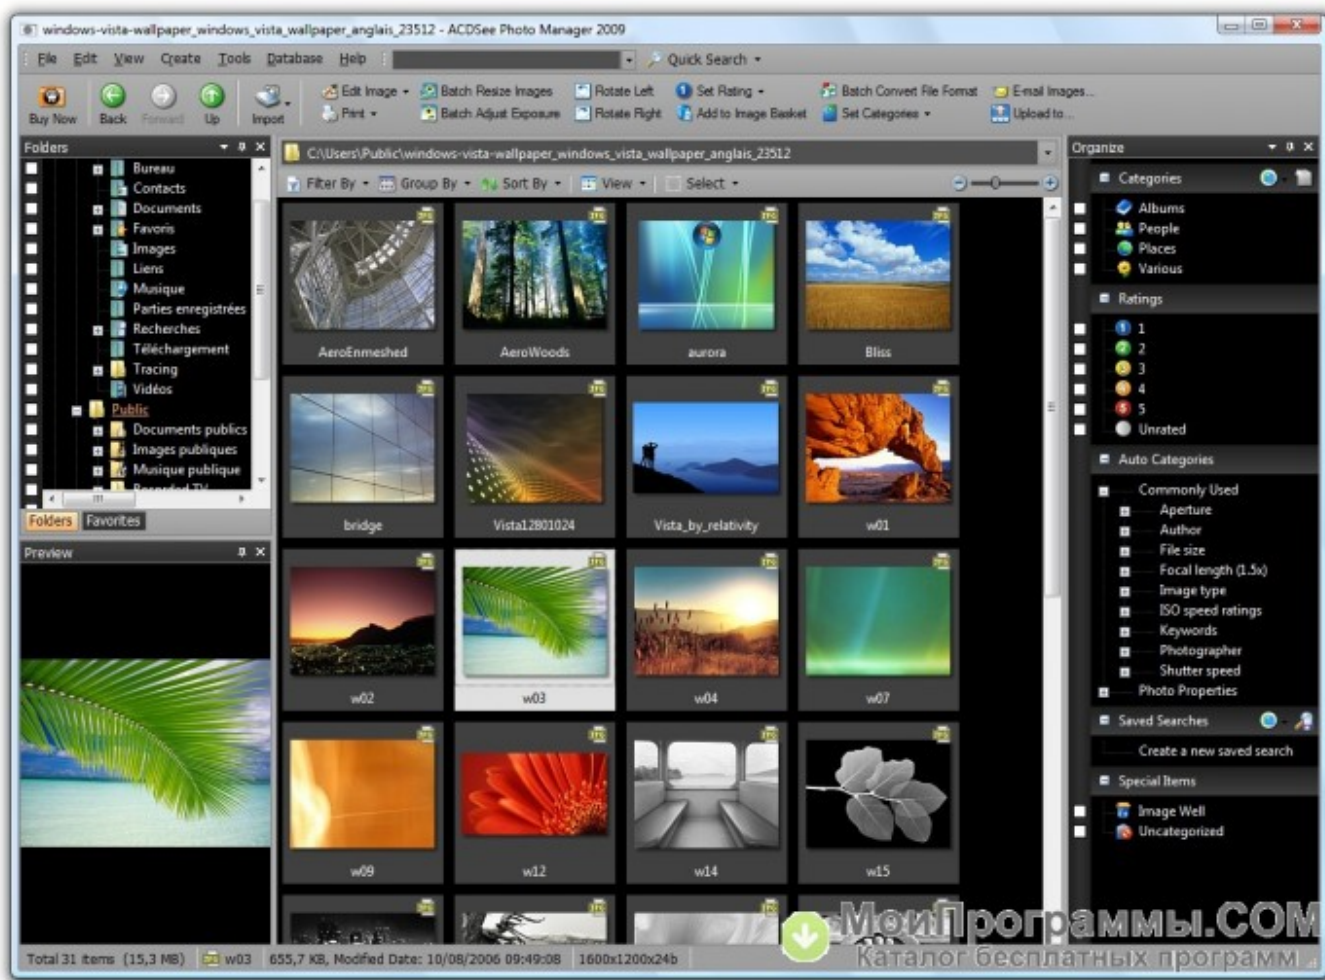 windows-vista-wallpaper_windows_vista_wallpaper_anglais_23512 - ACDSee Photo Manager 2009
File Edit View Create Tools Database Help Quick Search
Buy Now Back Forward Up Import
Edit Image Batch Resize Images Rotate Left Set Rating Batch Convert File Format E-mail Images...
Print Batch Adjust Exposure Rotate Right Add to Image Basket Set Categories Upload to...
Folders
Bureau
Contacts
Documents
Favoris
Images
Liens
Musique
Parties enregistrées
Recherches
Téléchargement
Tracing
Vidéos
Public
Documents publics
Images publiques
Musique publique
Recorded TV
Folders Favorites
Preview
C:\Users\Public\windows-vista-wallpaper_windows_vista_wallpaper_anglais_23512
Filter By Group By Sort By View Select
AeroEnmeshed AeroWoods aurora Bliss
bridge Vista12801024 Vista_by_relativity w01
w02 w03 w04 w07
w09 w12 w14 w15
Organize
Categories
Albums
People
Places
Various
Ratings
1 1
2 2
3 3
4 4
5 5
Unrated
Auto Categories
Commonly Used
Aperture
Author
File size
Focal length (1.5x)
Image type
ISO speed ratings
Keywords
Photographer
Shutter speed
Photo Properties
Saved Searches
Create a new saved search
Special Items
Image Well
Uncategorized
МоиПрограммы.COM
Каталог бесплатных программ
Total 31 items (15,3 MB) w03 655,7 KB, Modified Date: 10/08/2006 09:49:08 1600x1200x24b